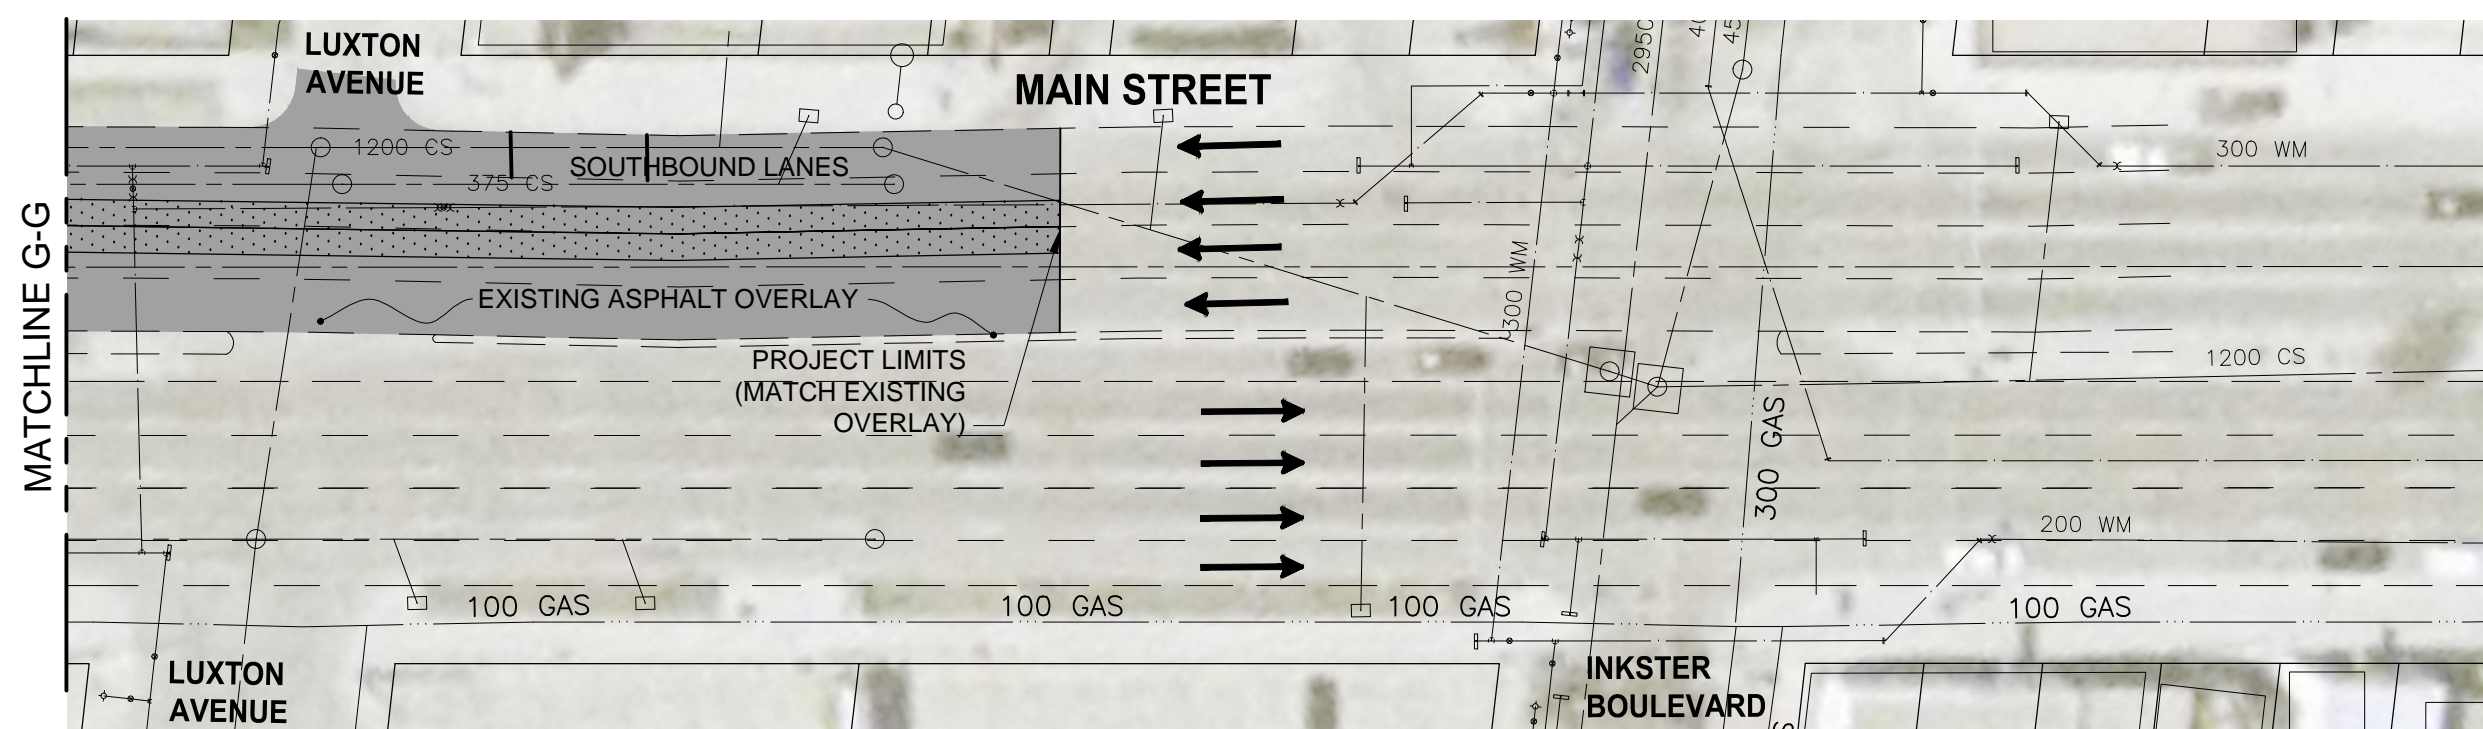 LUXTON
AVENUE
MAIN STREET
2950
1200 CS
SOUTHBOUND LANES
375 CS
300 WM
MATCHLINE G-G
EXISTING ASPHALT OVERLAY
300 WM
PROJECT LIMITS
(MATCH EXISTING
OVERLAY)
1200 CS
300 GAS
200 WM
100 GAS
100 GAS
100 GAS
100 GAS
LUXTON
AVENUE
INKSTER
BOULEVARD